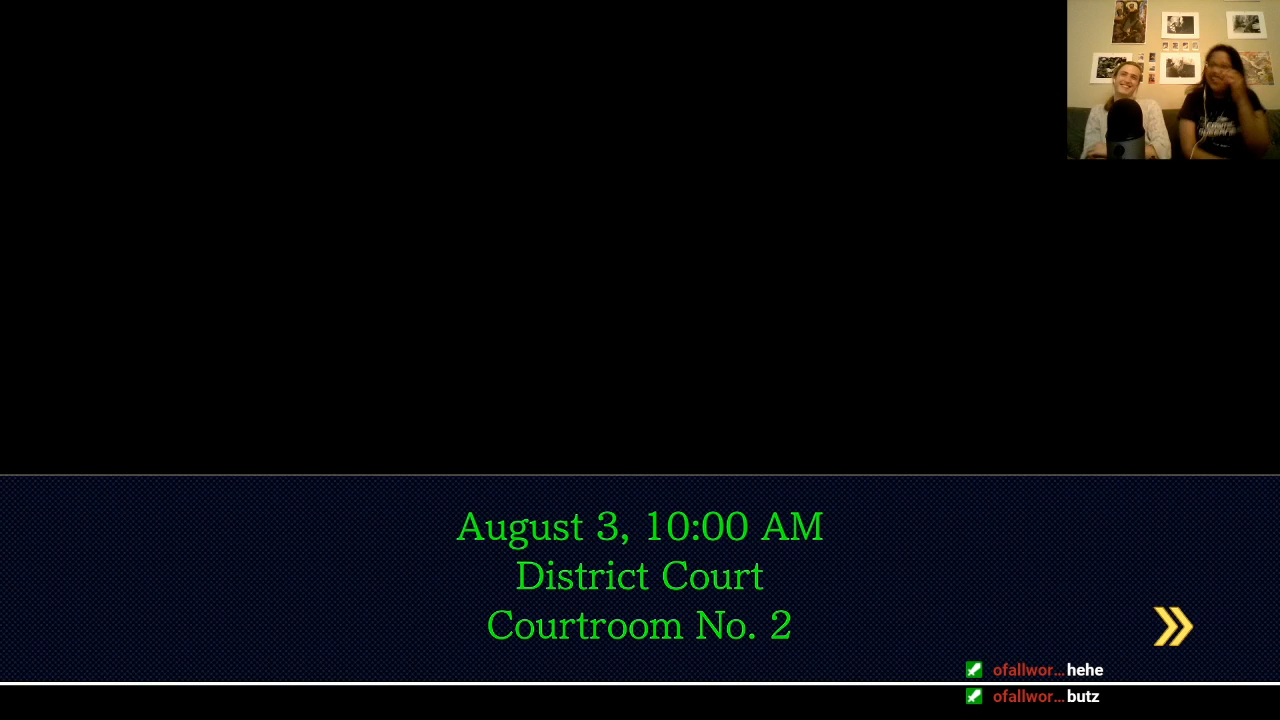 August 3, 10:00 AM
District Court
Courtroom No. 2
ofallwor... hehe
ofallwor... butz